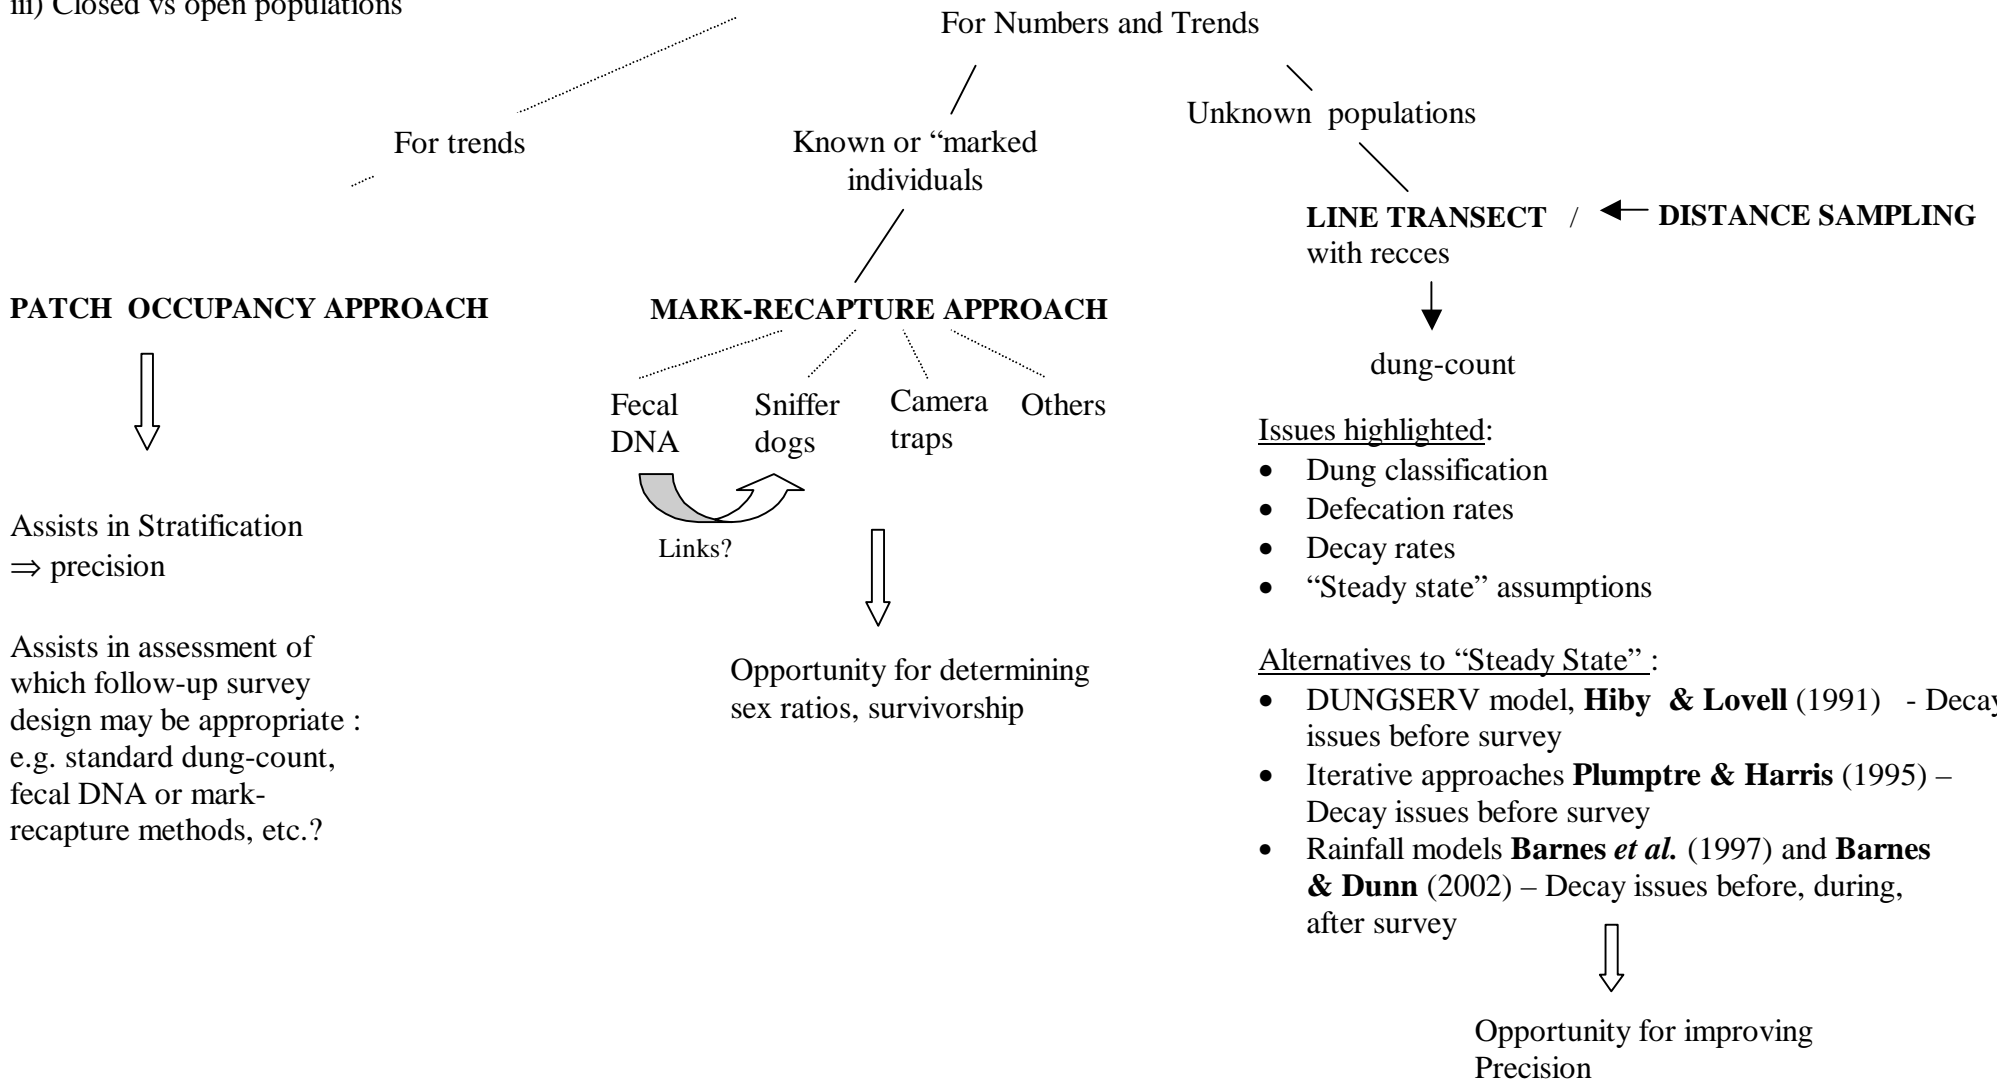 iii) Closed vs open populations
For Numbers and Trends
For trends
Known or “marked
individuals
Unknown populations
PATCH OCCUPANCY APPROACH
Assists in Stratification
⇒ precision
Assists in assessment of
which follow-up survey
design may be appropriate :
e.g. standard dung-count,
fecal DNA or mark-
recapture methods, etc.?
MARK-RECAPTURE APPROACH
Fecal
DNA
Sniffer
dogs
Camera
traps
Others
Links?
Opportunity for determining
sex ratios, survivorship
LINE TRANSECT /
with recces
DISTANCE SAMPLING
dung-count
Issues highlighted:
• Dung classification
• Defecation rates
• Decay rates
• “Steady state” assumptions
Alternatives to “Steady State” :
• DUNGSERV model, Hiby & Lovell (1991) - Decay
issues before survey
• Iterative approaches Plumptre & Harris (1995) –
Decay issues before survey
• Rainfall models Barnes et al. (1997) and Barnes
& Dunn (2002) – Decay issues before, during,
after survey
Opportunity for improving
Precision